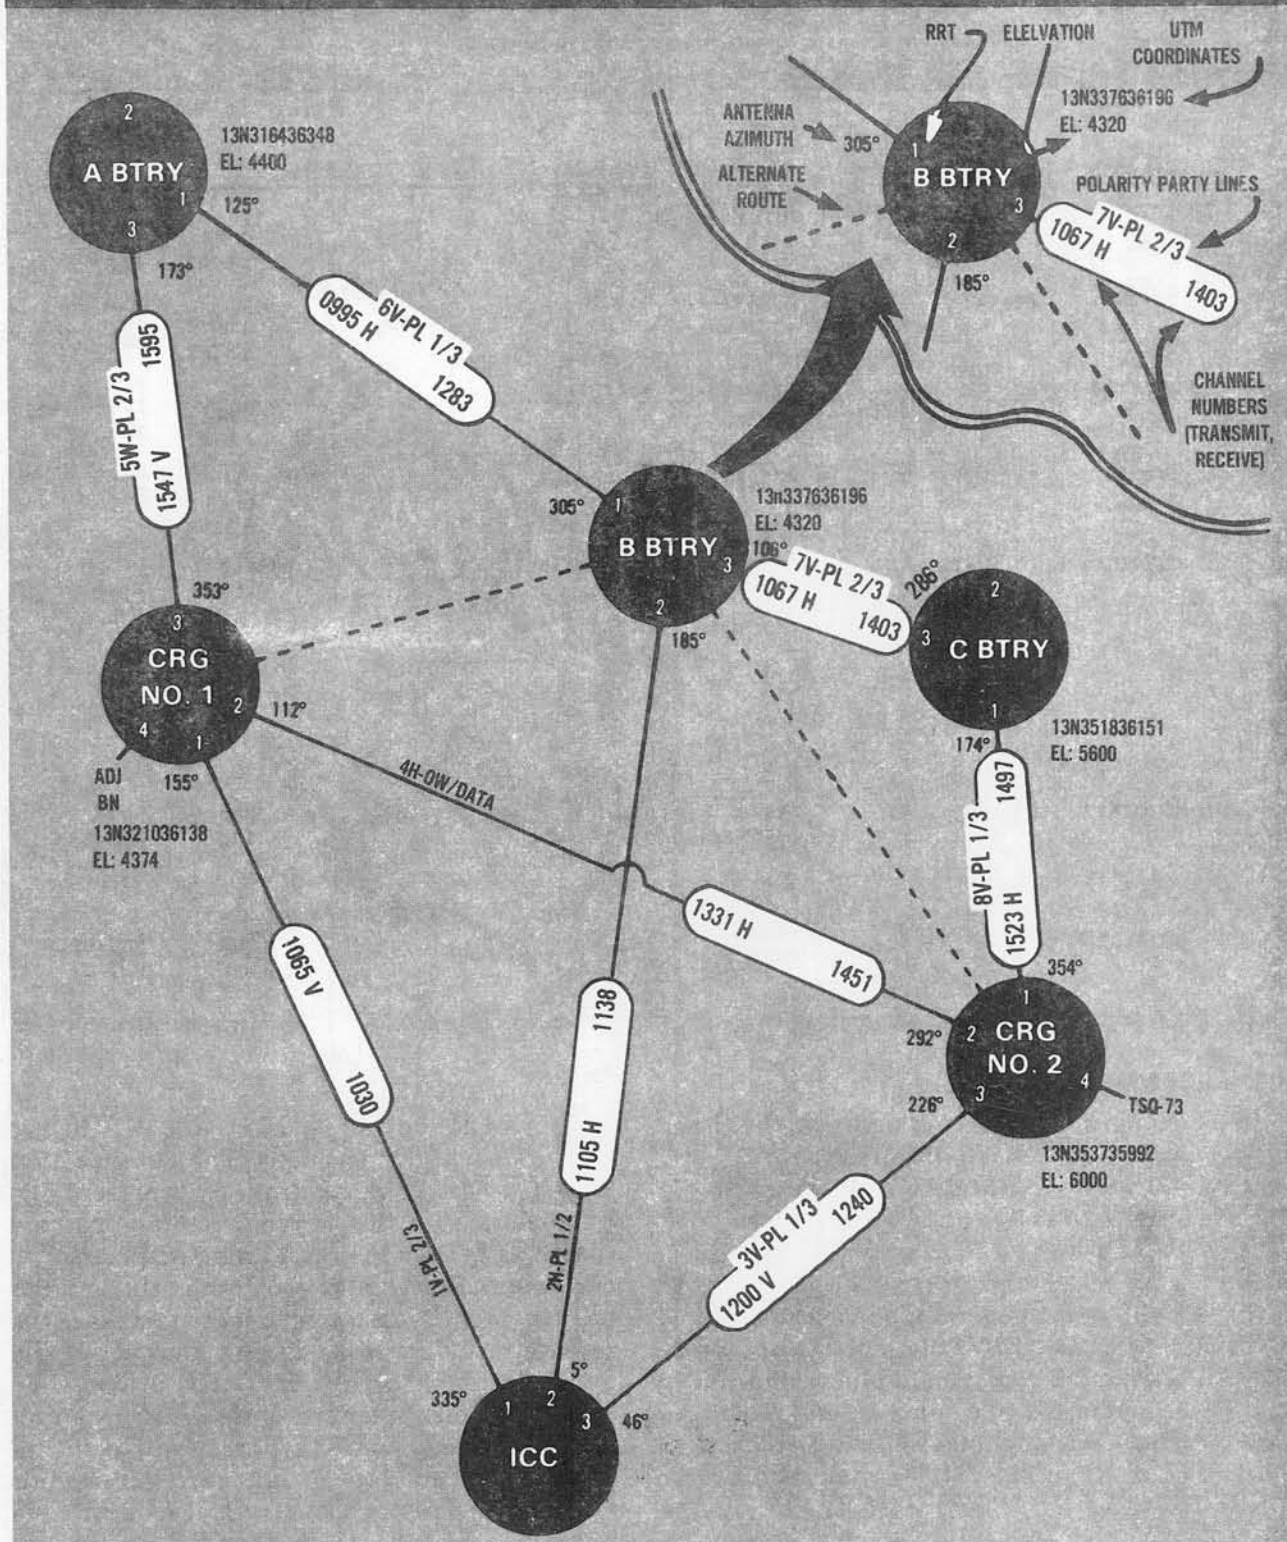 RRT
ELELVATION
UTM
COORDINATES
13N337636196
EL: 4320
ANTENNA
AZIMUTH
305°
1
B BTRY
3
2
185°
ALTERNATE
ROUTE
POLARITY PARTY LINES
7V-PL 2/3
1067 H
1403
CHANNEL
NUMBERS
(TRANSMIT,
RECEIVE)
2
A BTRY
1
3
13N316436348
EL: 4400
125°
173°
6V-PL 1/3
0995 H
1283
5W-PL 2/3
1595
1547 V
305°
1
B BTRY
3
2
13n337636196
EL: 4320
106°
185°
7V-PL 2/3
1067 H
1403
286°
2
3
C BTRY
1
13N351836151
EL: 5600
174°
353°
3
CRG
NO. 1
2
4
1
112°
155°
ADJ
BN
13N321036138
EL: 4374
4H-OW/DATA
1331 H
1451
8V-PL 1/3
1497
1523 H
354°
1
2
CRG
NO. 2
3
4
292°
226°
TSQ-73
13N353735992
EL: 6000
1065 V
1030
1V-PL 2/3
1138
1105 H
2H-PL 1/2
3V-PL 1/3
1240
1200 V
335°
5°
46°
1
2
3
ICC